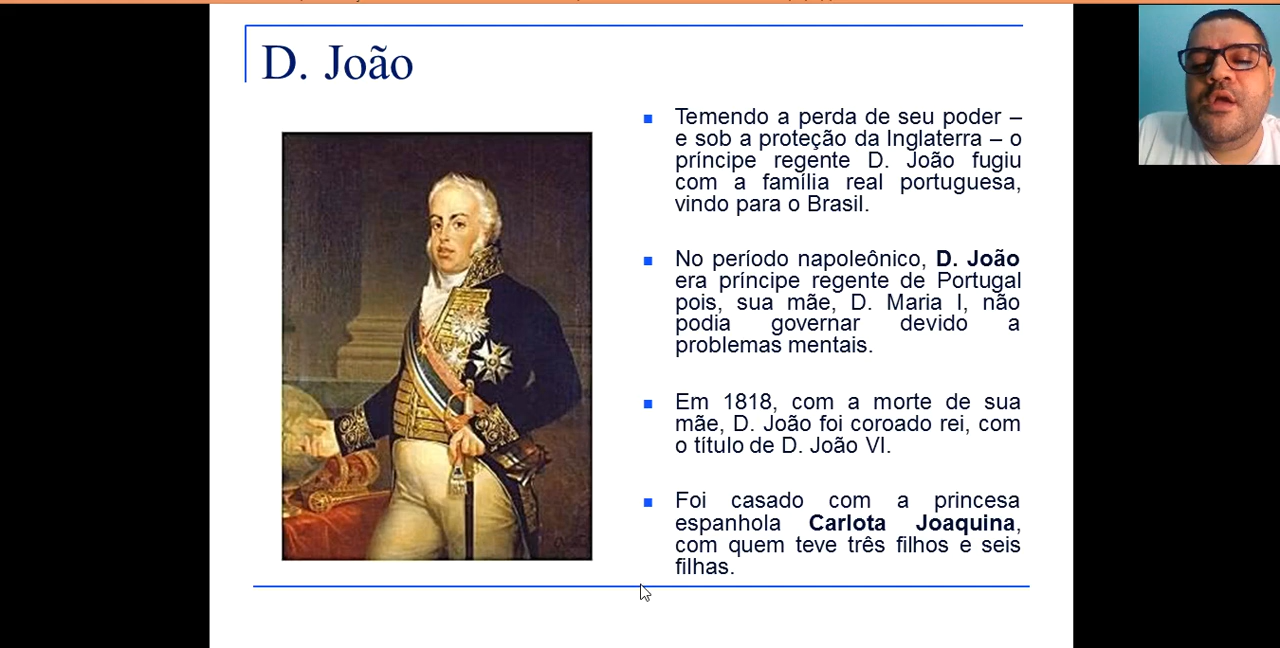 D. João
Temendo a perda de seu poder –
e sob a proteção da Inglaterra – o
príncipe regente D. João fugiu
com a família real portuguesa,
vindo para o Brasil.
No período napoleônico, D. João
era príncipe regente de Portugal
pois, sua mãe, D. Maria I, não
podia governar devido a
problemas mentais.
Em 1818, com a morte de sua
mãe, D. João foi coroado rei, com
o título de D. João VI.
Foi casado com a princesa
espanhola Carlota Joaquina,
com quem teve três filhos e seis
filhas.